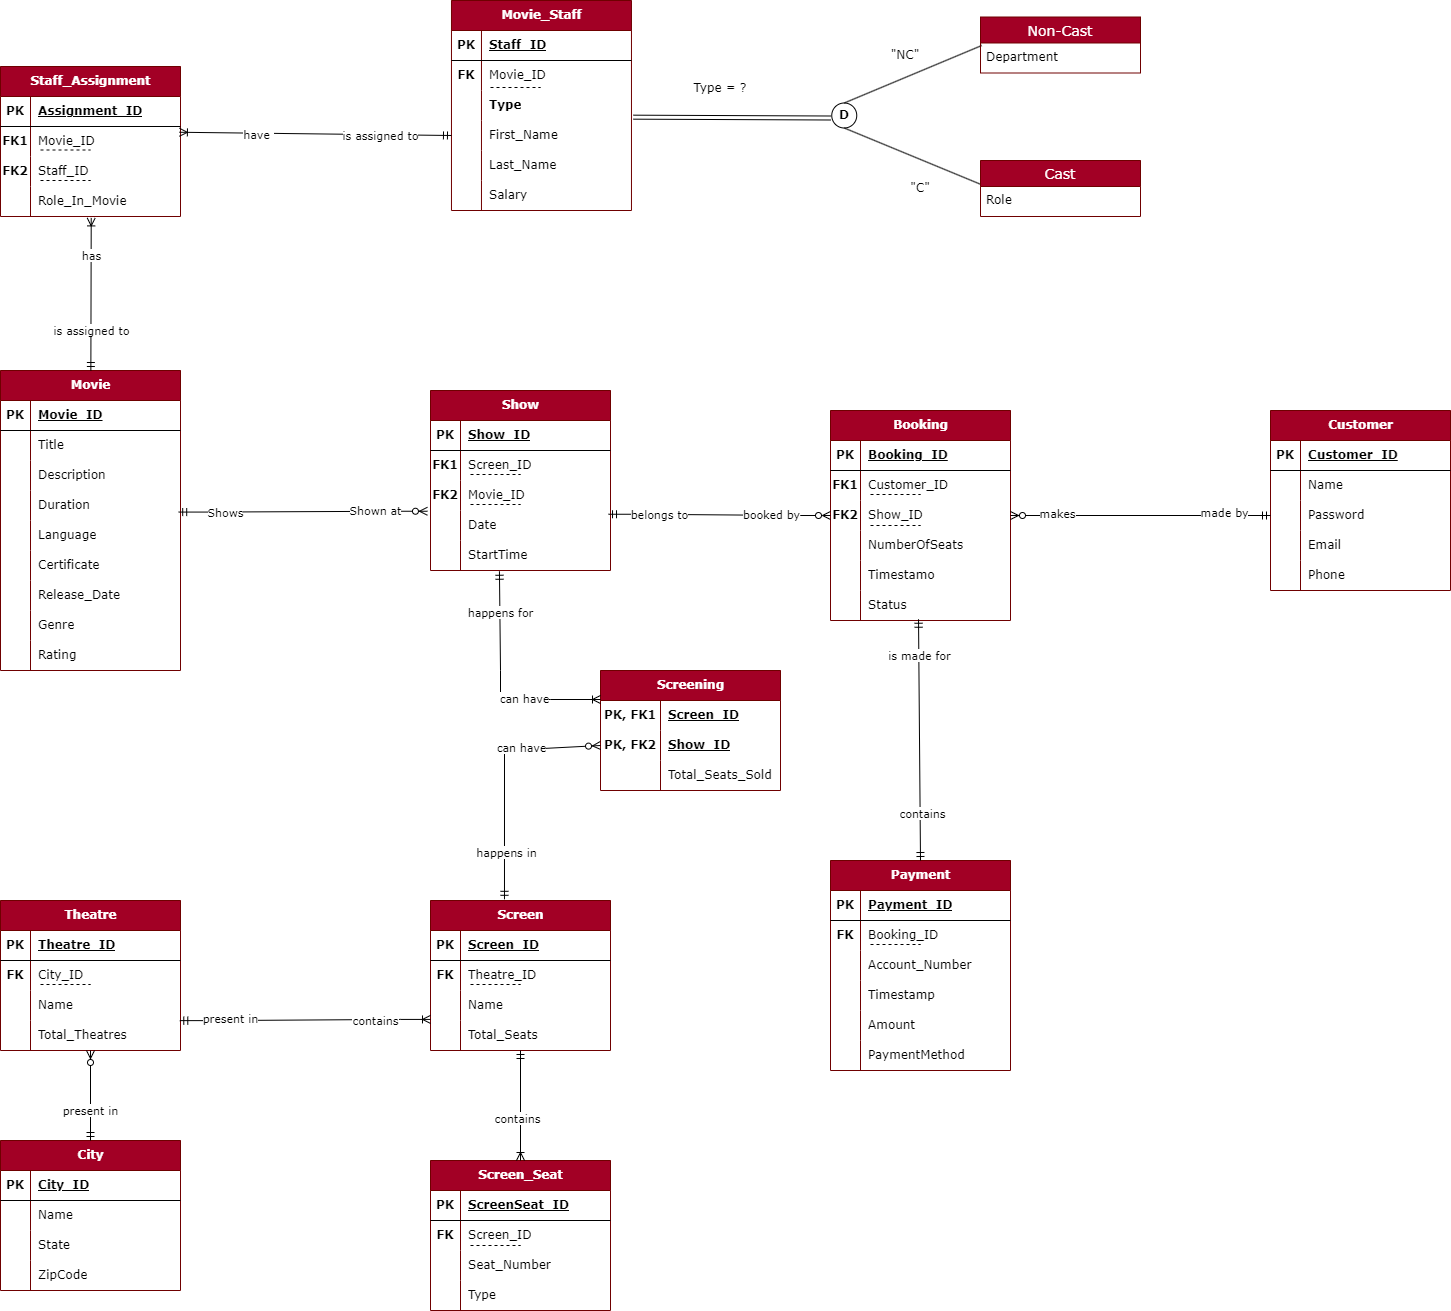 Movie_Staff
PK Staff_ID
FK Movie_ID
Type
First_Name
Last_Name
Salary
Type = ?
D
"NC"
"C"
Non-Cast
Department
Cast
Role
Staff_Assignment
PK Assignment_ID
FK1 Movie_ID
FK2 Staff_ID
Role_In_Movie
have
is assigned to
has
is assigned to
Movie
PK Movie_ID
Title
Description
Duration
Language
Certificate
Release_Date
Genre
Rating
Shows
Shown at
Show
PK Show_ID
FK1 Screen_ID
FK2 Movie_ID
Date
StartTime
belongs to
booked by
Booking
PK Booking_ID
FK1 Customer_ID
FK2 Show_ID
NumberOfSeats
Timestamo
Status
makes
made by
Customer
PK Customer_ID
Name
Password
Email
Phone
happens for
can have
Screening
PK, FK1 Screen_ID
PK, FK2 Show_ID
Total_Seats_Sold
can have
happens in
is made for
contains
Payment
PK Payment_ID
FK Booking_ID
Account_Number
Timestamp
Amount
PaymentMethod
Theatre
PK Theatre_ID
FK City_ID
Name
Total_Theatres
present in
contains
Screen
PK Screen_ID
FK Theatre_ID
Name
Total_Seats
present in
contains
City
PK City_ID
Name
State
ZipCode
Screen_Seat
PK ScreenSeat_ID
FK Screen_ID
Seat_Number
Type